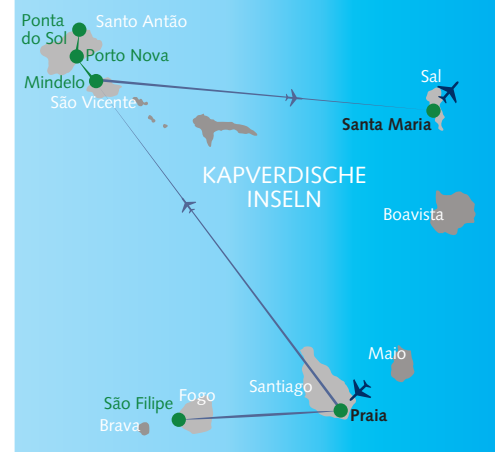 Ponta
do Sol
Santo Antão
Porto Nova
Mindelo
São Vicente
Sal
Santa Maria
KAPVERDISCHE
INSELN
Boavista
Maio
Santiago
Fogo
São Filipe
Praia
Brava